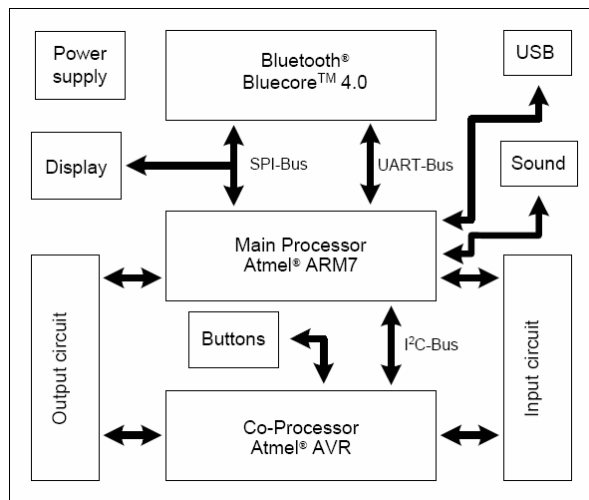 Power
supply
Bluetooth®
Bluecore™ 4.0
USB
Display
SPI-Bus
UART-Bus
Sound
Main Processor
Atmel® ARM7
Output circuit
Buttons
I²C-Bus
Input circuit
Co-Processor
Atmel® AVR